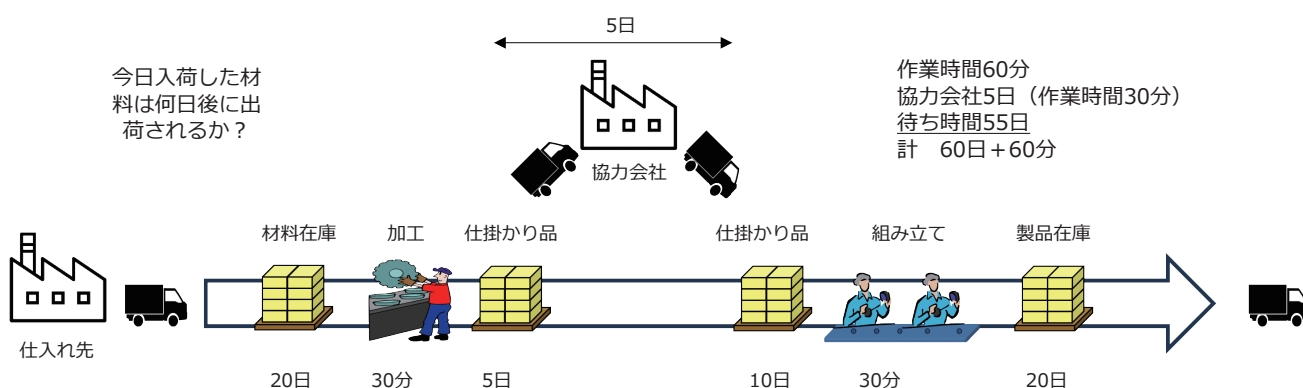 5日
今日入荷した材
料は何日後に出
荷されるか？
作業時間60分
協力会社5日（作業時間30分）
待ち時間55日
計　60日＋60分
協力会社
材料在庫
加工
仕掛かり品
仕掛かり品
組み立て
製品在庫
仕入れ先
20日
30分
5日
10日
30分
20日